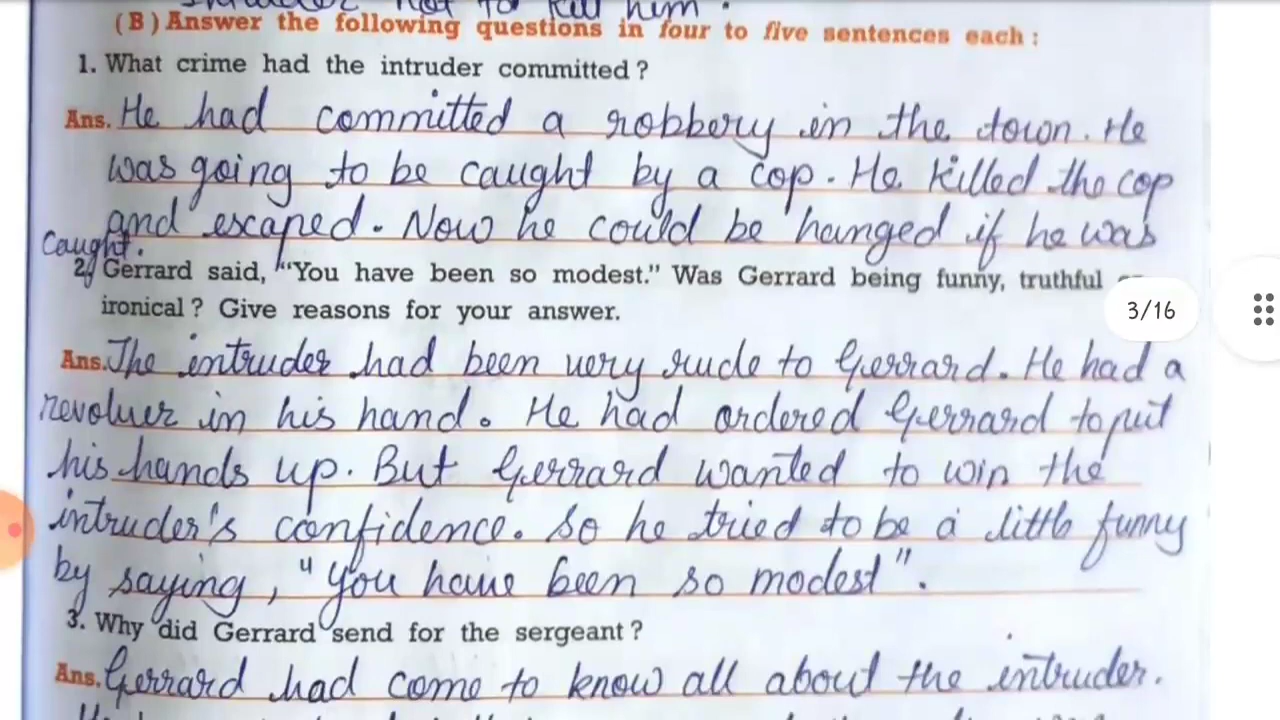 intruder not to kill him.
(B) Answer the following questions in four to five sentences each :
1. What crime had the intruder committed ?
Ans. He had committed a robbery in the town. He
was going to be caught by a cop. He killed the cop
and escaped. Now he could be hanged if he was
caught.
2. Gerrard said, "You have been so modest." Was Gerrard being funny, truthful
ironical ? Give reasons for your answer.
3/16
Ans. The intruder had been very rude to Gerrard. He had a
revolver in his hand. He had ordered Gerrard to put
his hands up. But Gerrard wanted to win the
intruder's confidence. So he tried to be a little funny
by saying, "You have been so modest".
3. Why did Gerrard send for the sergeant ?
Ans. Gerrard had come to know all about the intruder.